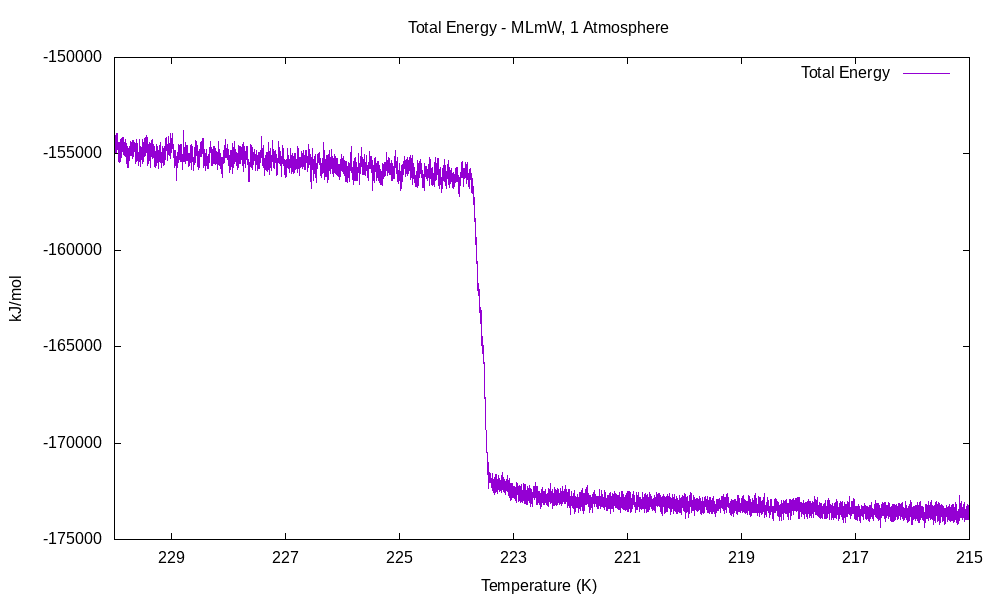 Total Energy - MLmW, 1 Atmosphere
-150000
Total Energy
-155000
-160000
kJ/mol
-165000
-170000
-175000
229 227 225 223 221 219 217 215
Temperature (K)